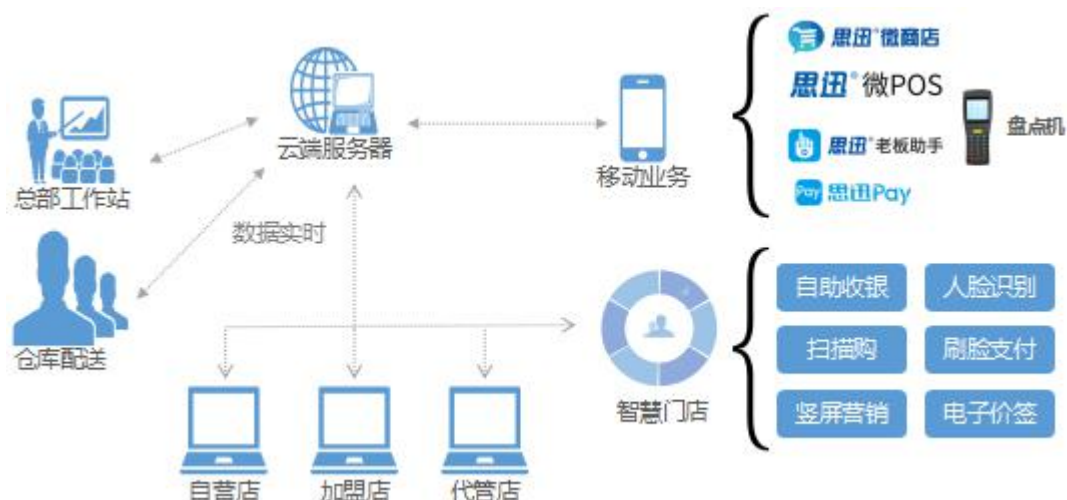 思迅®微商店
思迅®微POS
盘点机
思迅®老板助手
Pay 思迅Pay
云端服务器
移动业务
总部工作站
数据实时
仓库配送
智慧门店
自助收银
人脸识别
扫描购
刷脸支付
竖屏营销
电子价签
自营店
加盟店
代管店